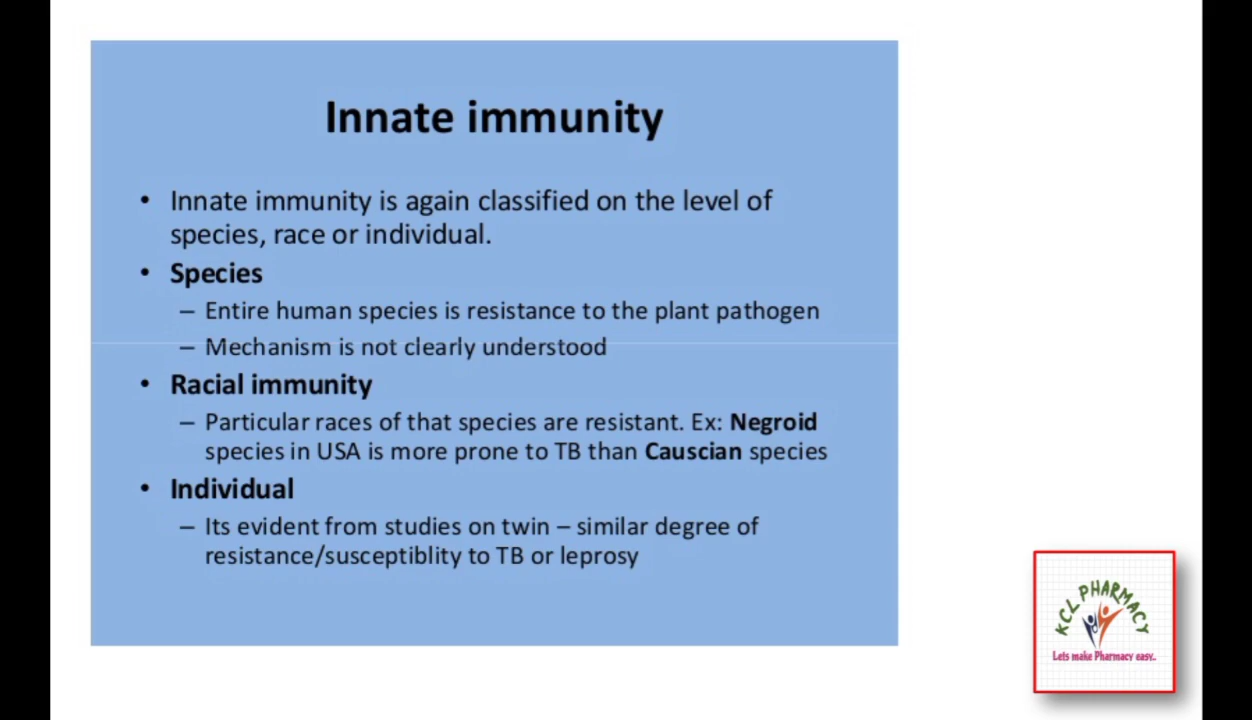 Innate immunity
• Innate immunity is again classified on the level of
species, race or individual.
• Species
– Entire human species is resistance to the plant pathogen
– Mechanism is not clearly understood
• Racial immunity
– Particular races of that species are resistant. Ex: Negroid
species in USA is more prone to TB than Causcian species
• Individual
– Its evident from studies on twin – similar degree of
resistance/susceptiblity to TB or leprosy
KCL PHARMACY
Lets make Pharmacy easy..